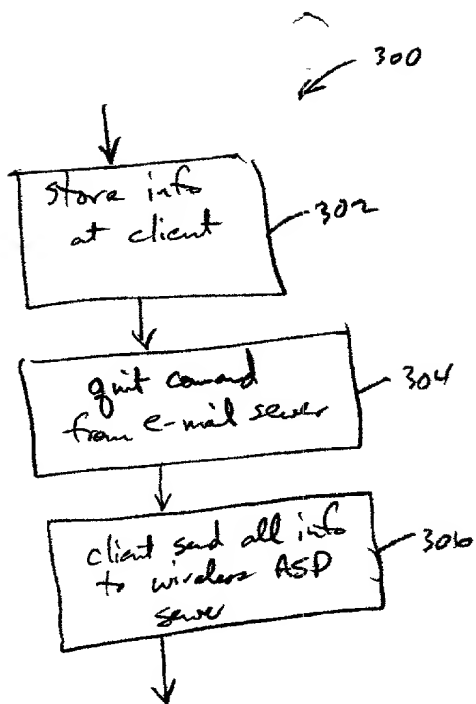 300
store info
at client
302
quit command
from e-mail server
304
client send all info
to wireless ASP
server
306